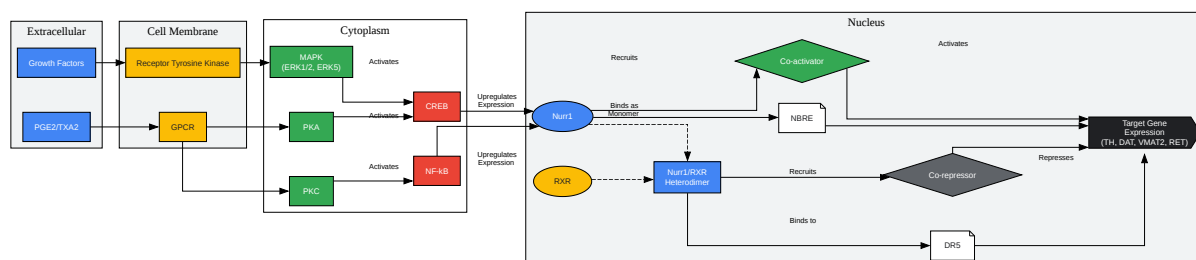 Extracellular
Growth Factors
PGE2/TXA2
Cell Membrane
Receptor Tyrosine Kinase
GPCR
Cytoplasm
MAPK
(ERK1/2, ERK5)
Activates
PKA
Activates
PKC
Activates
CREB
NF-kB
Upregulates
Expression
Upregulates
Expression
Nucleus
Nurr1
RXR
Recruits
Binds as
Monomer
Co-activator
Activates
NBRE
Nurr1/RXR
Heterodimer
Recruits
Co-repressor
Represses
Binds to
DR5
Target Gene
Expression
(TH, DAT, VMAT2, RET)